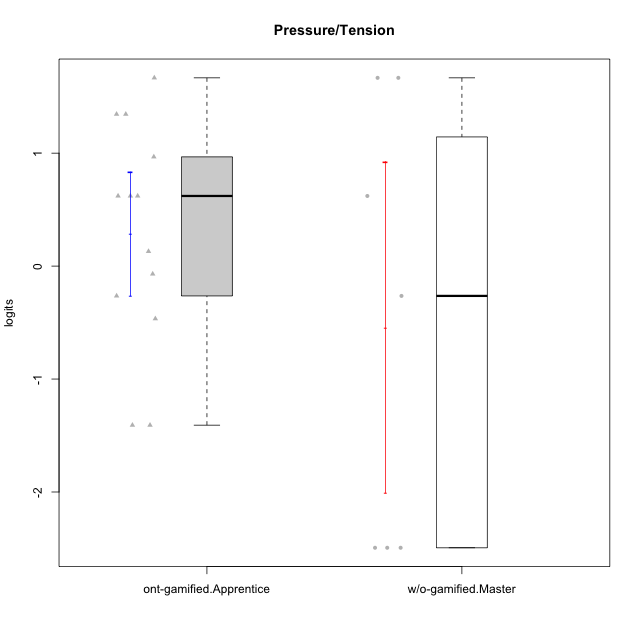 Pressure/Tension
logits
1
0
-1
-2
ont-gamified.Apprentice
w/o-gamified.Master